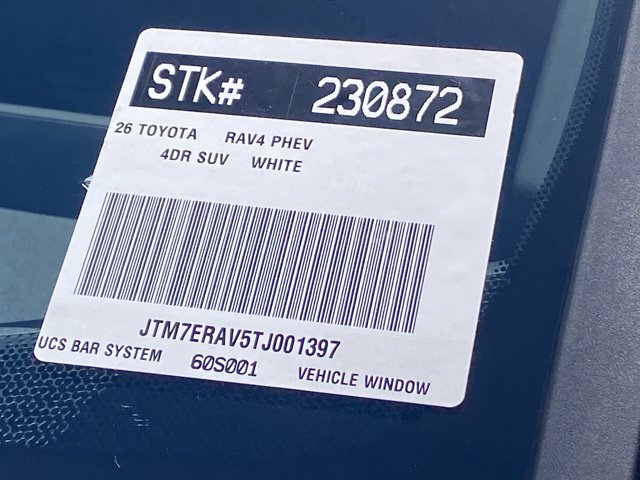 STK# 230872
26 TOYOTA RAV4 PHEV
4DR SUV WHITE
JTM7ERAV5TJ001397
UCS BAR SYSTEM 60S001 VEHICLE WINDOW